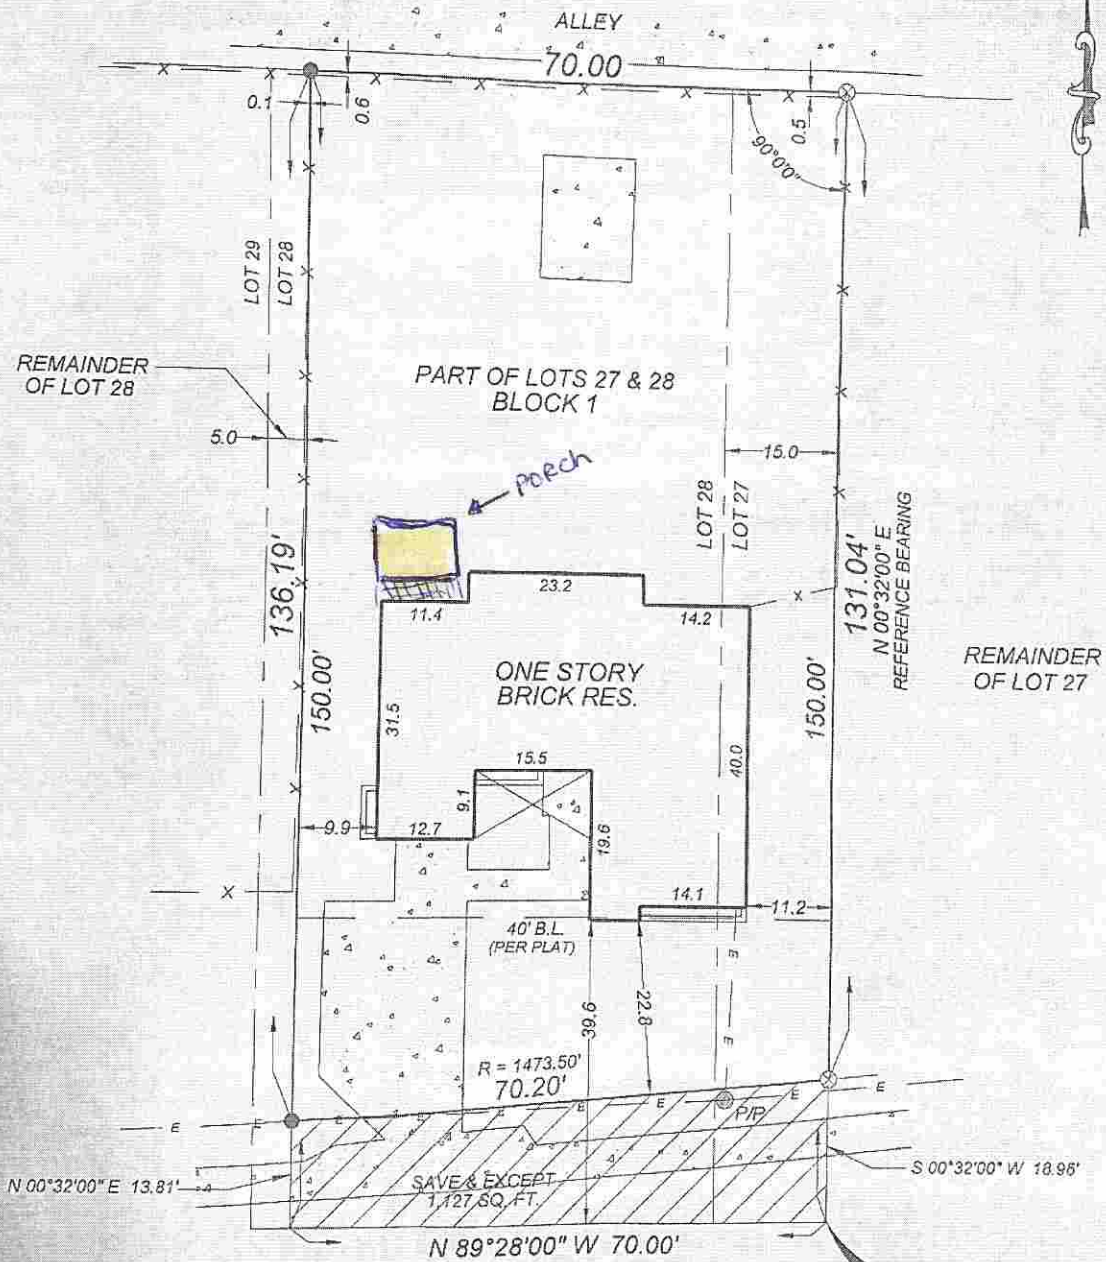 ALLEY
70.00
0.1
0.6
0.5
90°0'0"
LOT 29
LOT 28
REMAINDER
OF LOT 28
PART OF LOTS 27 & 28
BLOCK 1
5.0
15.0
PORCH
LOT 28
LOT 27
136.19'
150.00'
131.04'
N 00°32'00" E
REFERENCE BEARING
150.00'
REMAINDER
OF LOT 27
11.4
23.2
14.2
ONE STORY
BRICK RES.
31.5
15.5
40.0
9.1
9.9
12.7
19.6
14.1
11.2
40' B.L.
(PER PLAT)
39.6
22.8
R = 1473.50'
70.20'
P/P
N 00°32'00" E 13.81'
SAVE & EXCEPT
1,127 SQ. FT.
S 00°32'00" W 18.96'
N 89°28'00" W 70.00'